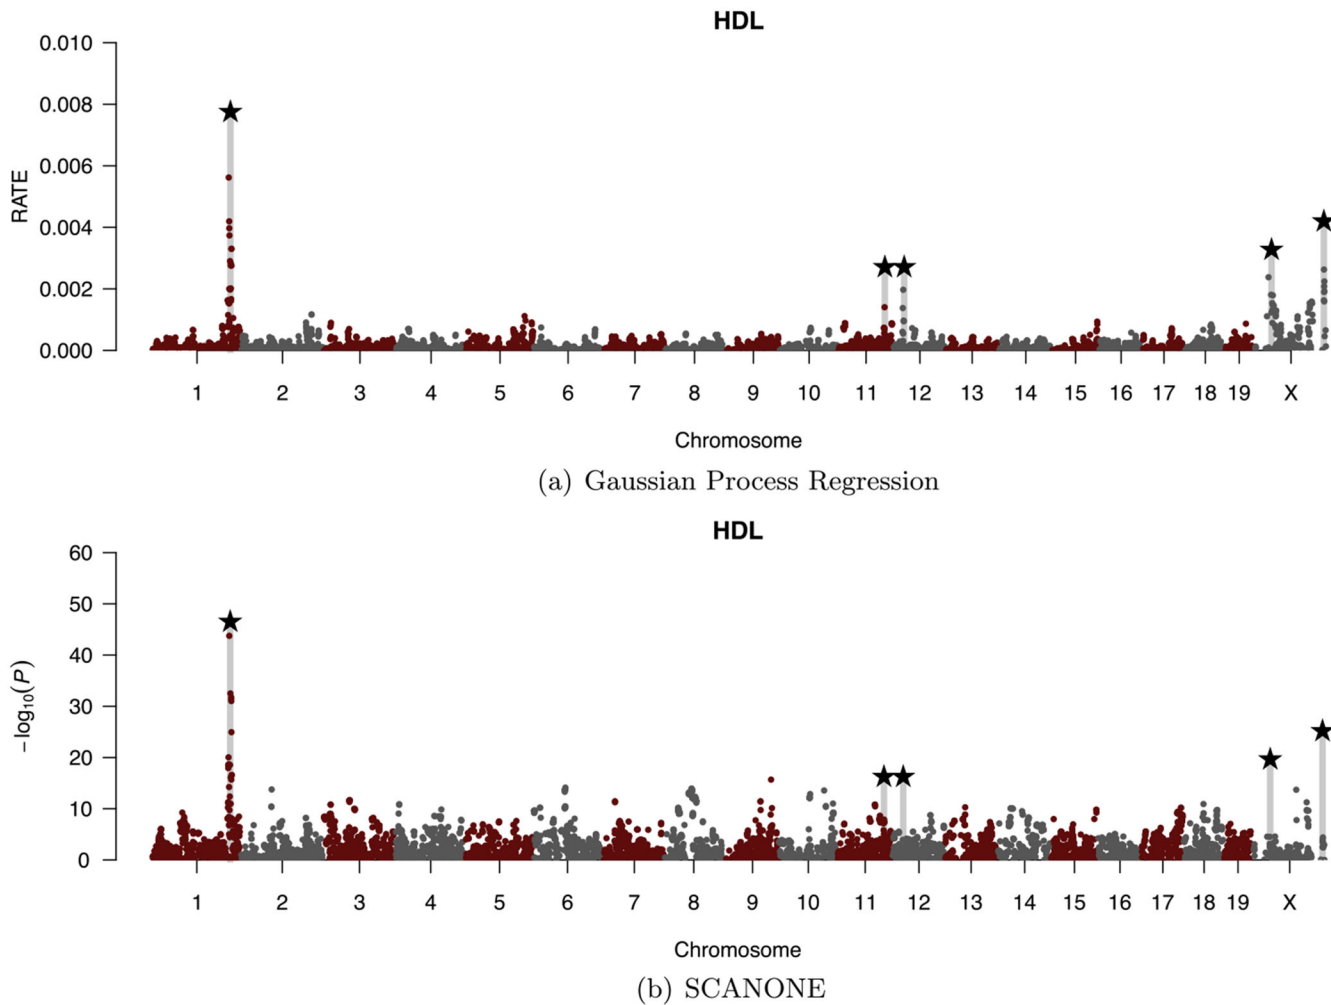 HDL
0.010
0.008
0.006
0.004
0.002
0.000
RATE
1 2 3 4 5 6 7 8 9 10 11 12 13 14 15 16 17 18 19 X
Chromosome
(a) Gaussian Process Regression
HDL
60
50
40
30
20
10
0
−log10(P)
1 2 3 4 5 6 7 8 9 10 11 12 13 14 15 16 17 18 19 X
Chromosome
(b) SCANONE